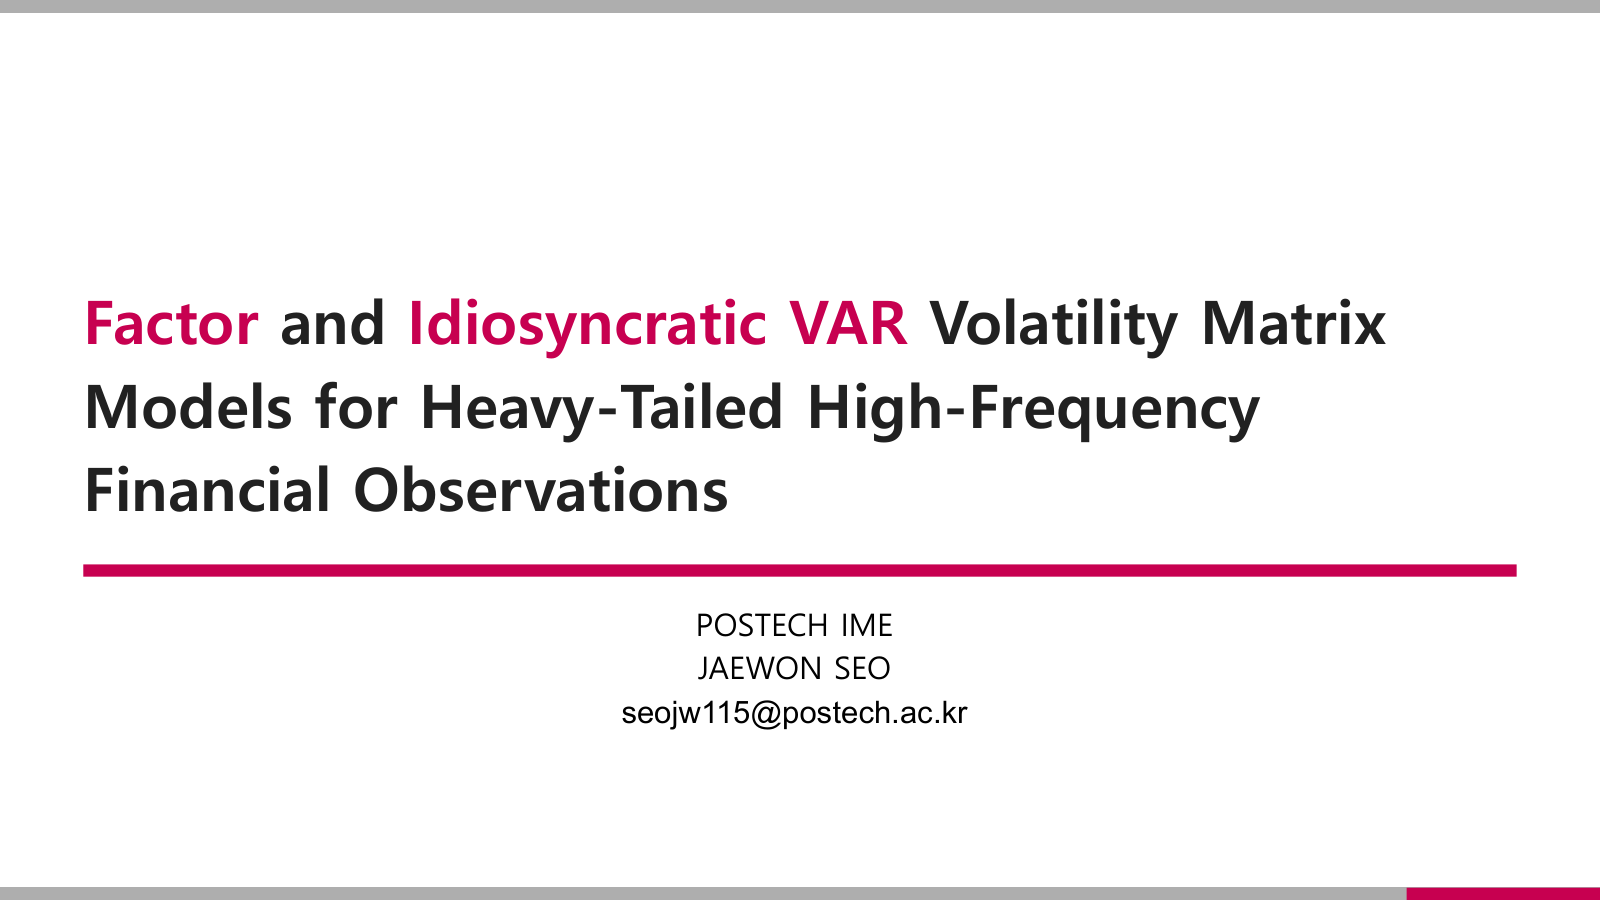 Factor and Idiosyncratic VAR Volatility Matrix
Models for Heavy-Tailed High-Frequency
Financial Observations
POSTECH IME
JAEWON SEO
seojw115@postech.ac.kr